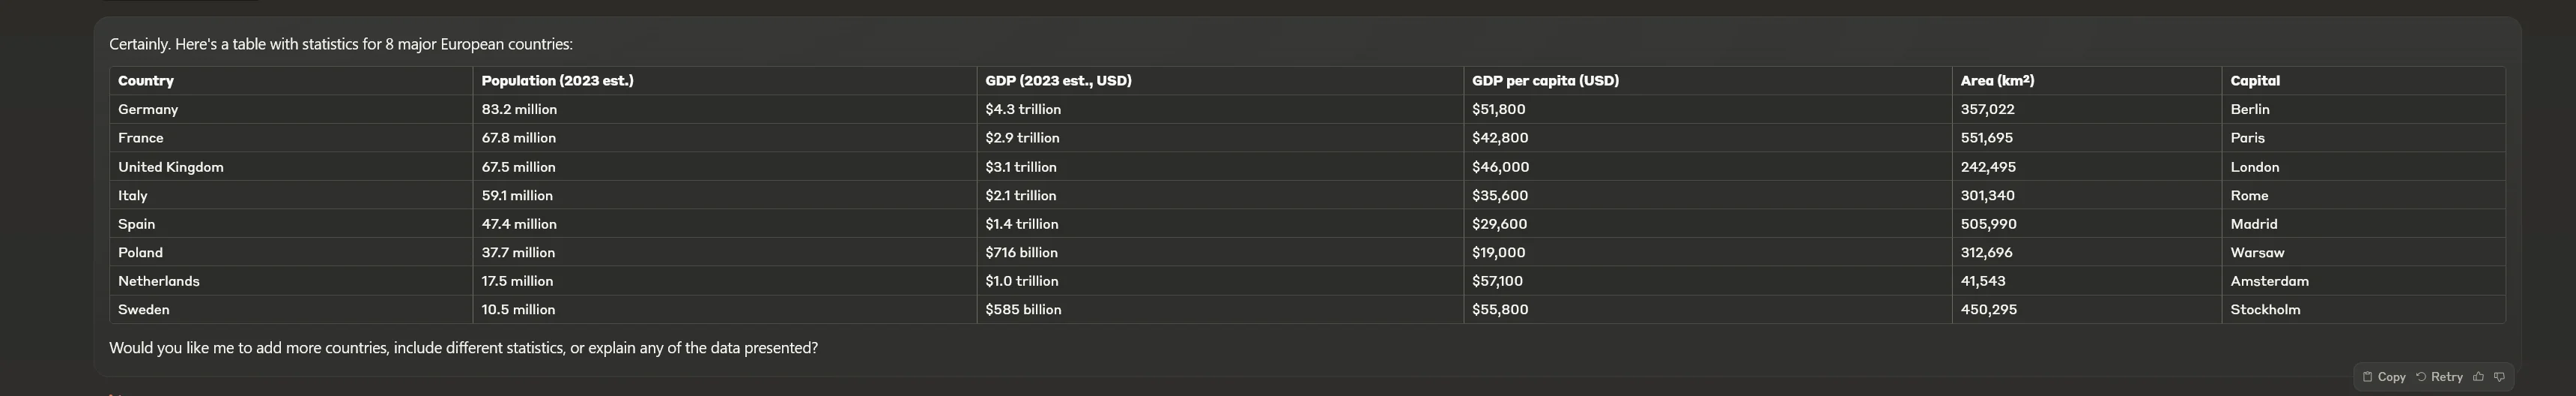 Certainly. Here's a table with statistics for 8 major European countries:
Country Population (2023 est.) GDP (2023 est., USD) GDP per capita (USD) Area (km²) Capital
Germany 83.2 million $4.3 trillion $51,800 357,022 Berlin
France 67.8 million $2.9 trillion $42,800 551,695 Paris
United Kingdom 67.5 million $3.1 trillion $46,000 242,495 London
Italy 59.1 million $2.1 trillion $35,600 301,340 Rome
Spain 47.4 million $1.4 trillion $29,600 505,990 Madrid
Poland 37.7 million $716 billion $19,000 312,696 Warsaw
Netherlands 17.5 million $1.0 trillion $57,100 41,543 Amsterdam
Sweden 10.5 million $585 billion $55,800 450,295 Stockholm
Would you like me to add more countries, include different statistics, or explain any of the data presented?
Copy Retry